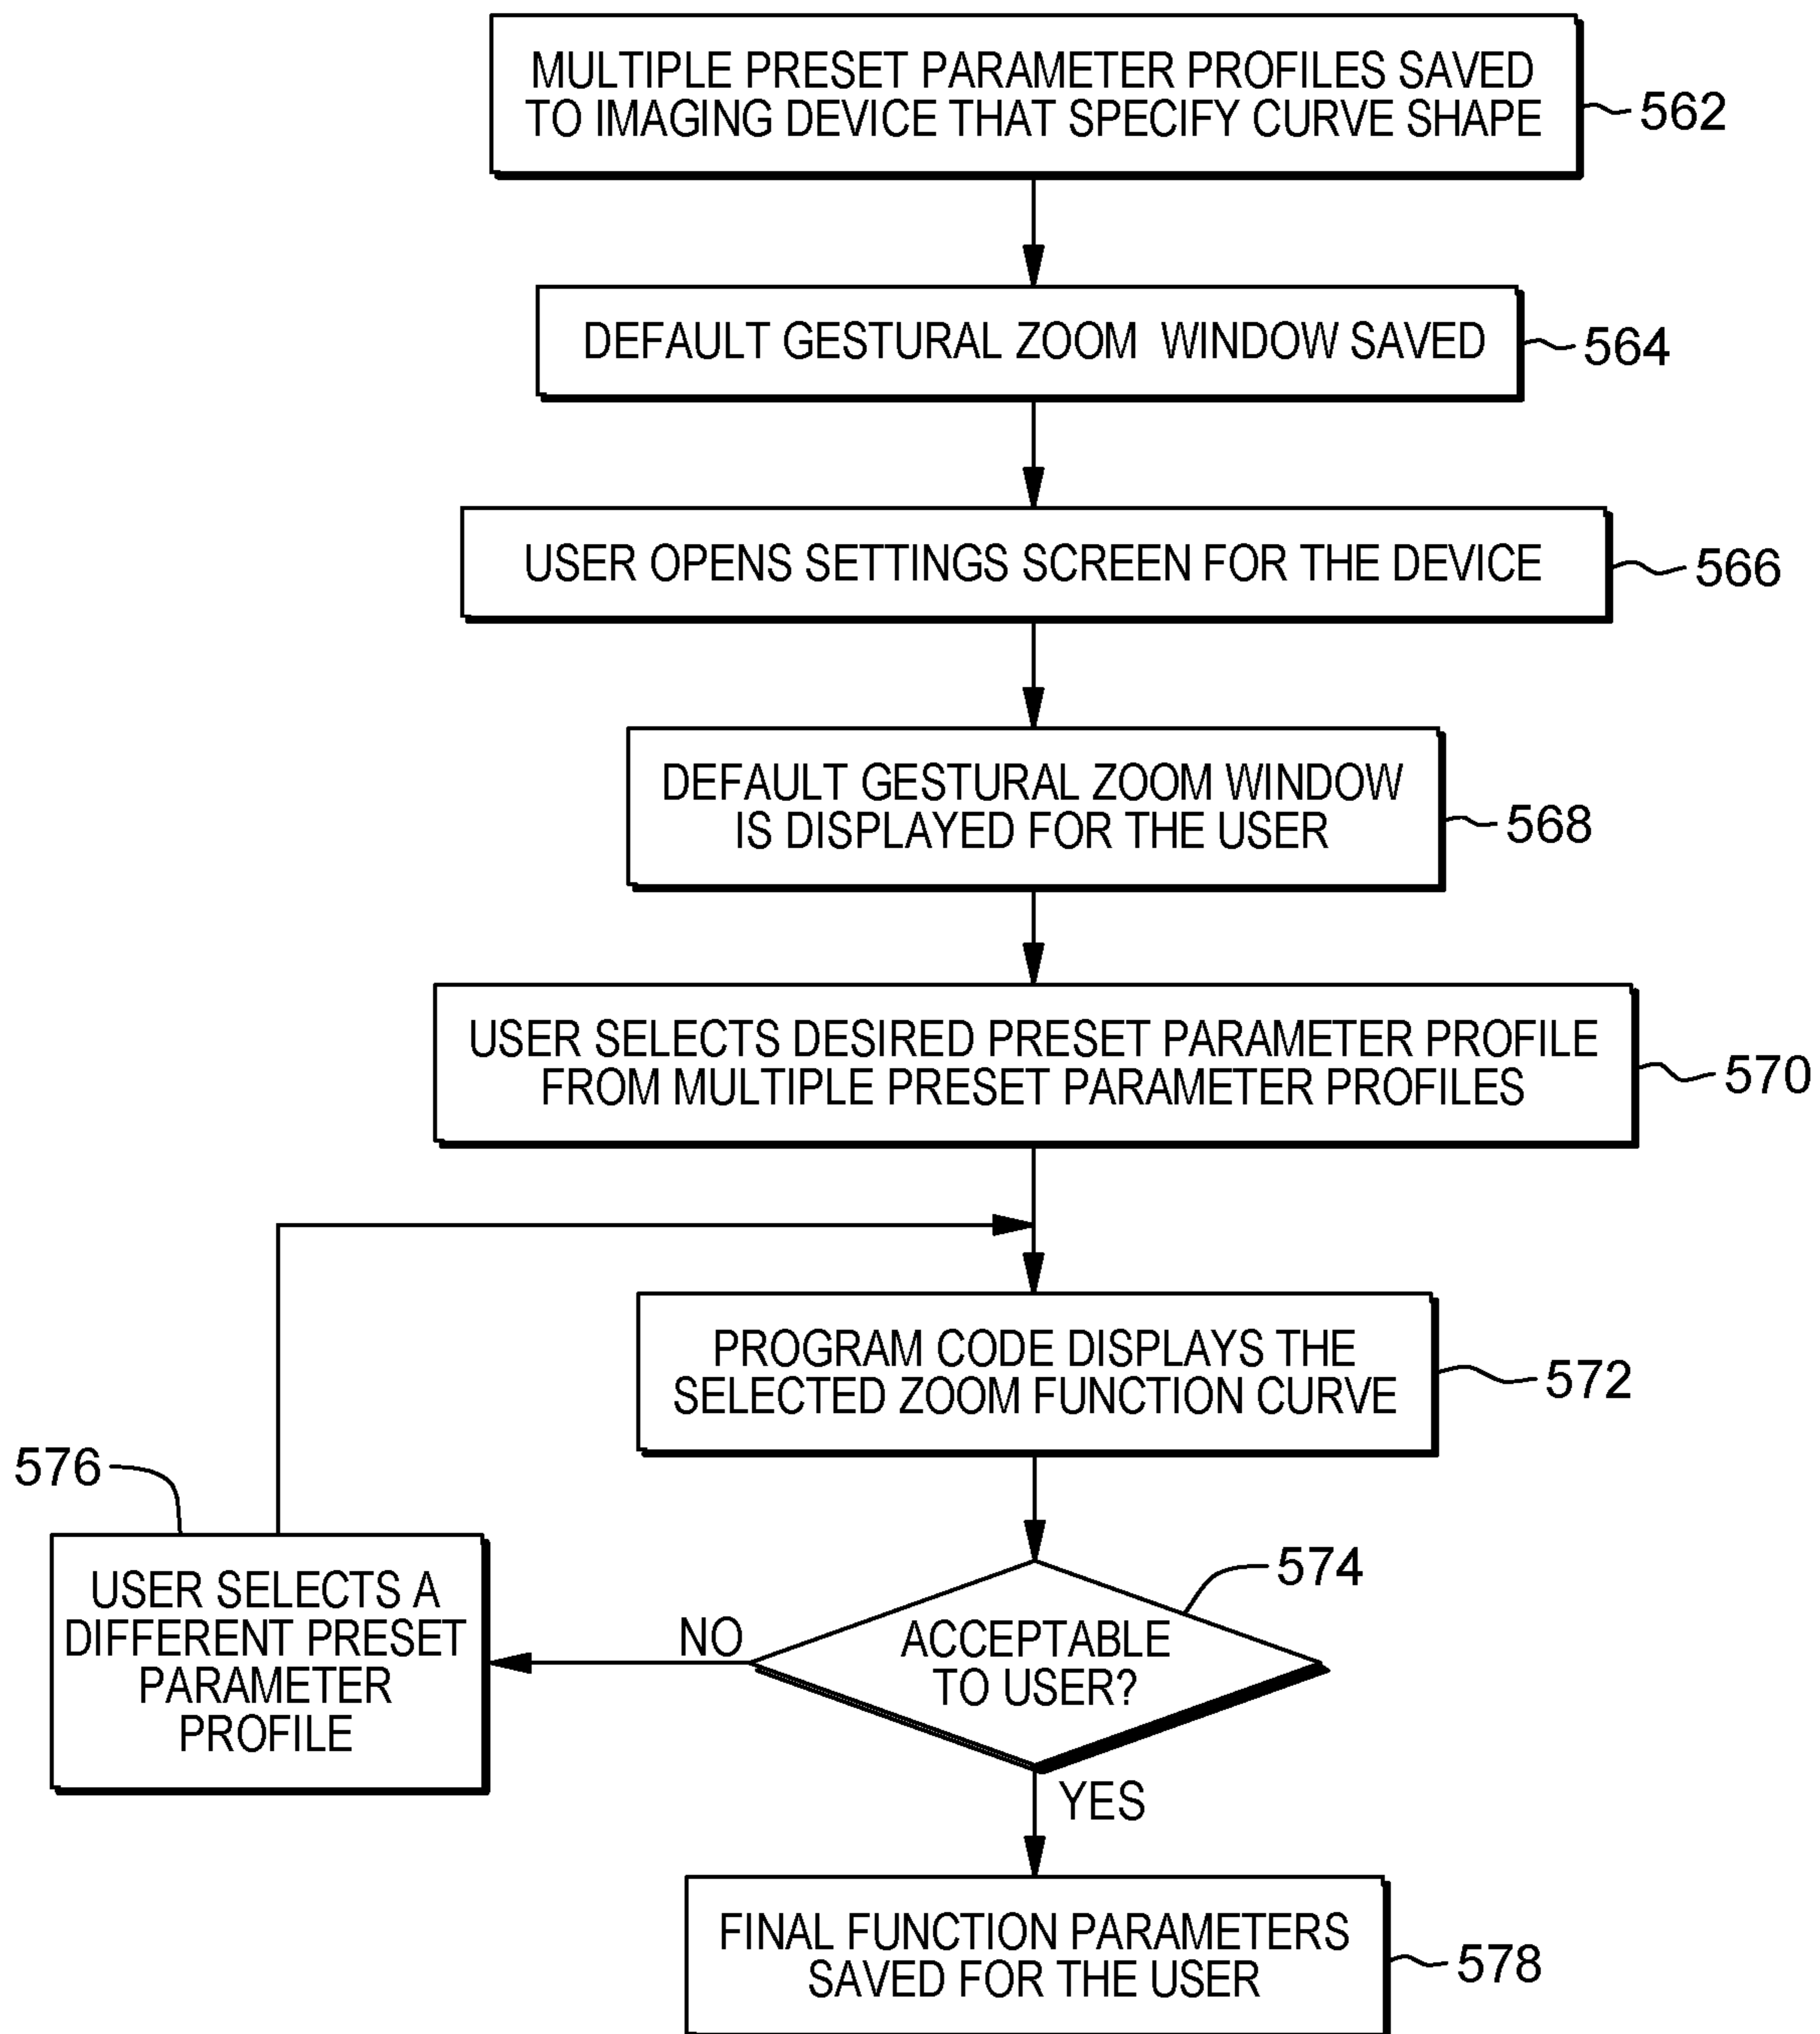 MULTIPLE PRESET PARAMETER PROFILES SAVED
TO IMAGING DEVICE THAT SPECIFY CURVE SHAPE
562
DEFAULT GESTURAL ZOOM WINDOW SAVED
564
USER OPENS SETTINGS SCREEN FOR THE DEVICE
566
DEFAULT GESTURAL ZOOM WINDOW
IS DISPLAYED FOR THE USER
568
USER SELECTS DESIRED PRESET PARAMETER PROFILE
FROM MULTIPLE PRESET PARAMETER PROFILES
570
PROGRAM CODE DISPLAYS THE
SELECTED ZOOM FUNCTION CURVE
572
576
USER SELECTS A
DIFFERENT PRESET
PARAMETER
PROFILE
NO
ACCEPTABLE
TO USER?
574
YES
FINAL FUNCTION PARAMETERS
SAVED FOR THE USER
578